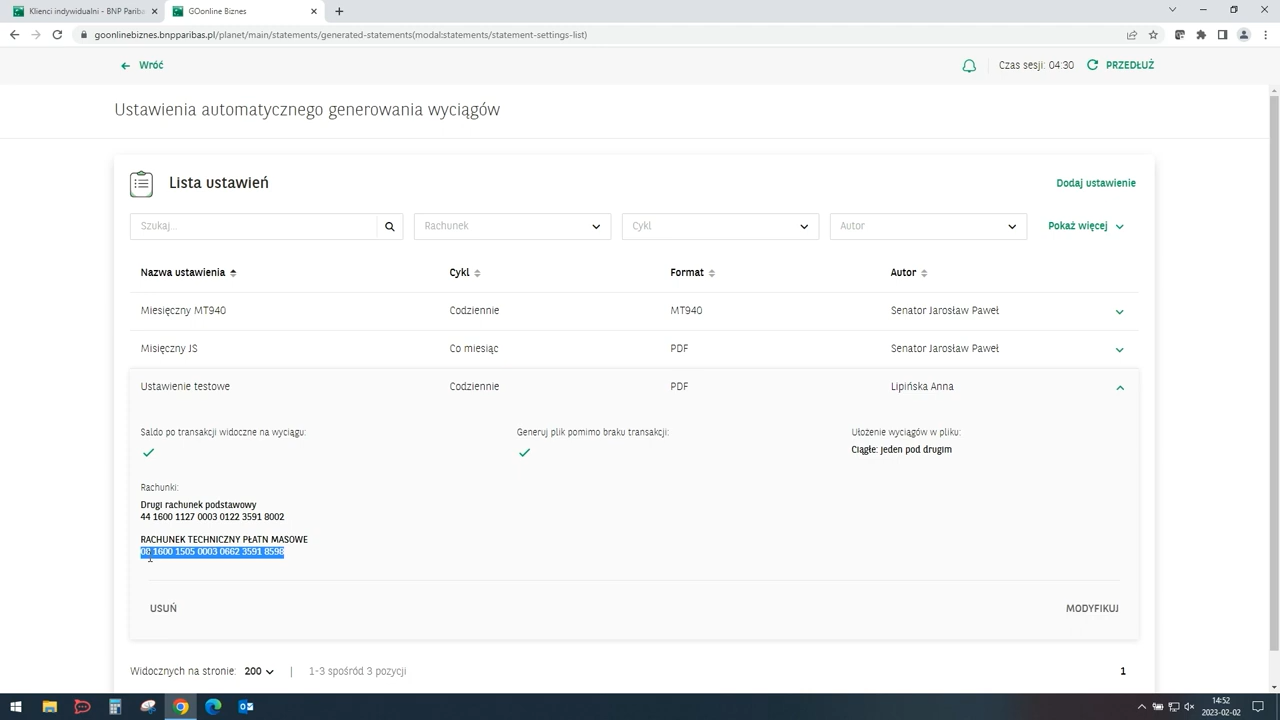 Klienci indywidualni - BNP Pariba
GOonline Biznes
goonlinebiznes.bnpparibas.pl/planet/main/statements/generated-statements(modal:statements/statement-settings-list)
Wróć
Czas sesji: 04:30
PRZEDŁUŻ
Ustawienia automatycznego generowania wyciągów
Lista ustawień
Dodaj ustawienie
Szukaj...
Rachunek
Cykl
Autor
Pokaż więcej
Nazwa ustawienia
Cykl
Format
Autor
Miesięczny MT940
Codziennie
MT940
Senator Jarosław Paweł
Misięczny JS
Co miesiąc
PDF
Senator Jarosław Paweł
Ustawienie testowe
Codziennie
PDF
Lipińska Anna
Saldo po transakcji widoczne na wyciągu:
Generuj plik pomimo braku transakcji:
Ułożenie wyciągów w pliku:
Ciągłe: jeden pod drugim
Rachunki:
Drugi rachunek podstawowy
44 1600 1127 0003 0122 3591 8002
RACHUNEK TECHNICZNY PŁATN MASOWE
08 1600 1505 0003 0662 3591 8598
USUŃ
MODYFIKUJ
Widocznych na stronie:
200
1-3 spośród 3 pozycji
1
14:52
2023-02-02